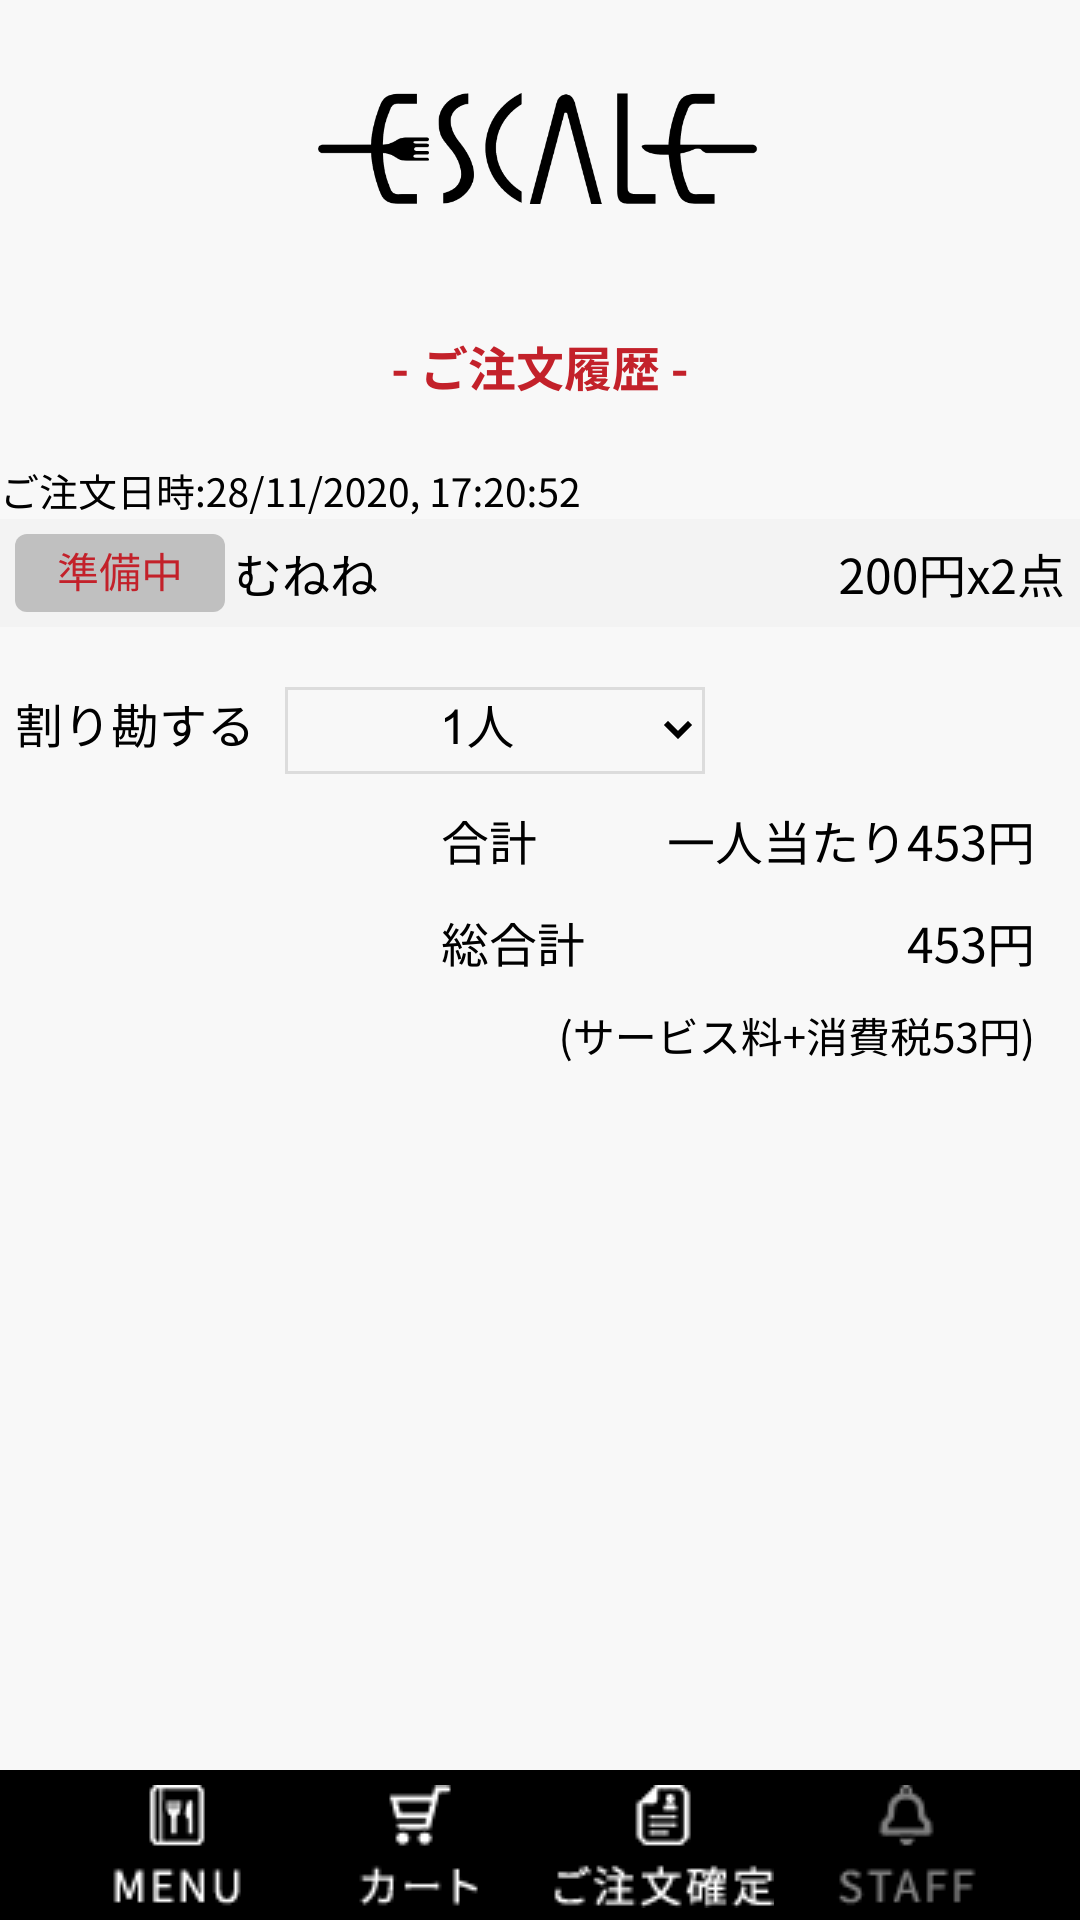 ESCALE
- ご注文履歴 -
ご注文日時:28/11/2020, 17:20:52
準備中 むねね 200円x2点
割り勘する 1人
合計 一人当たり453円
総合計 453円
(サービス料+消費税53円)
MENU カート ご注文確定 STAFF